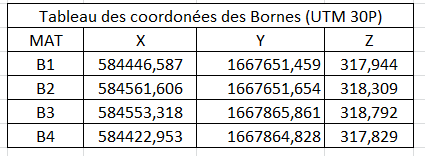 Tableau des coordonées des Bornes (UTM 30P)
MAT X Y Z
B1 584446,587 1667651,459 317,944
B2 584561,606 1667651,654 318,309
B3 584553,318 1667865,861 318,792
B4 584422,953 1667864,828 317,829